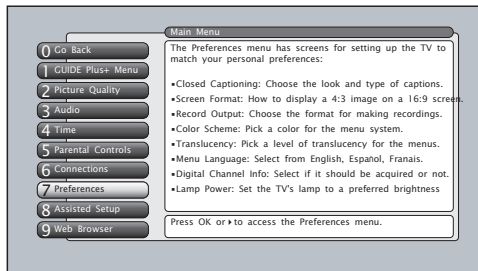 Main Menu
0 Go Back
1 GUIDE Plus+ Menu
2 Picture Quality
3 Audio
4 Time
5 Parental Controls
6 Connections
7 Preferences
8 Assisted Setup
9 Web Browser
The Preferences menu has screens for setting up the TV to
match your personal preferences:
▪Closed Captioning: Choose the look and type of captions.
▪Screen Format: How to display a 4:3 image on a 16:9 screen.
▪Record Output: Choose the format for making recordings.
▪Color Scheme: Pick a color for the menu system.
▪Translucency: Pick a level of translucency for the menus.
▪Menu Language: Select from English, Español, Franais.
▪Digital Channel Info: Select if it should be acquired or not.
▪Lamp Power: Set the TV's lamp to a preferred brightness
Press OK or ▸ to access the Preferences menu.